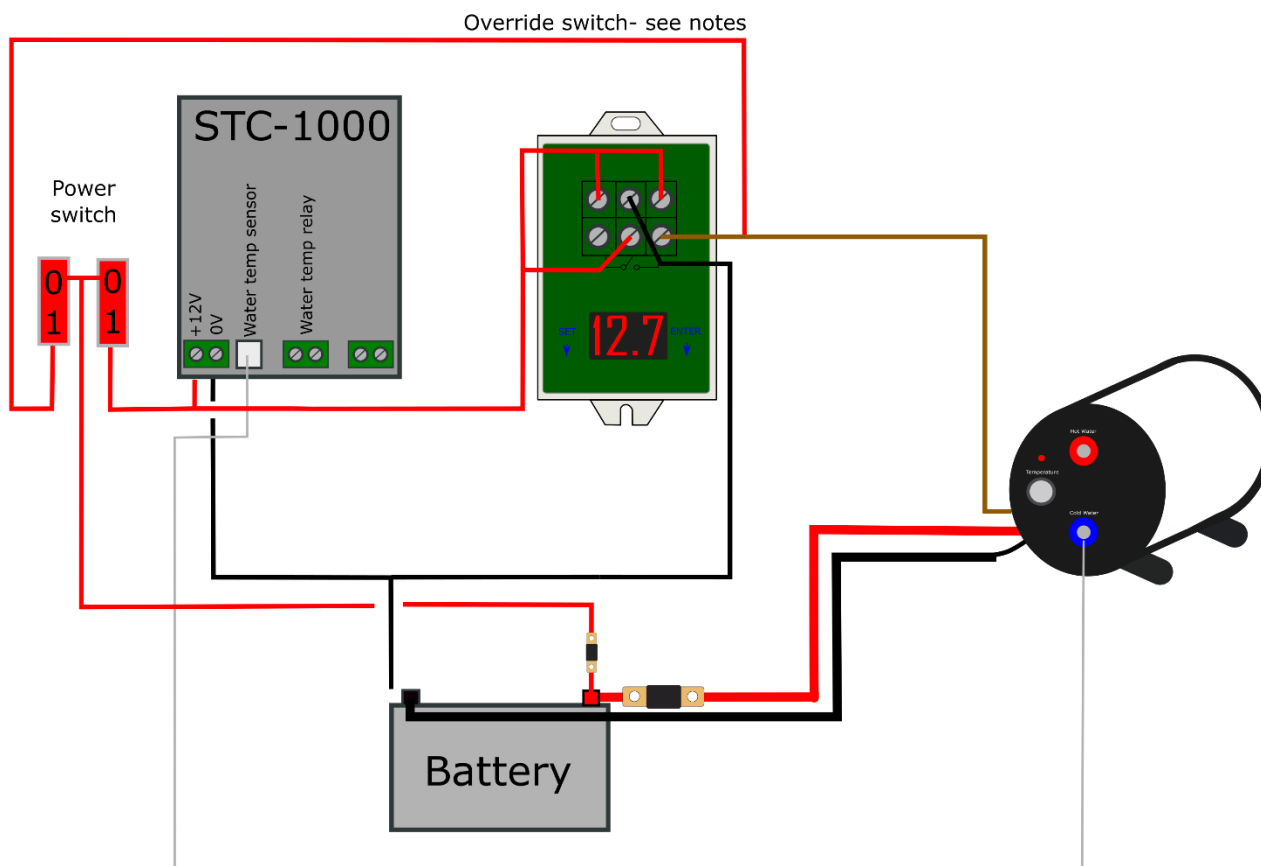 Override switch- see notes
STC-1000
Power
switch
Water temp sensor
Water temp relay
+12V
0V
0
1
0
1
SET
12.7
ENTER
Hot Water
Temperature
Cold Water
Battery